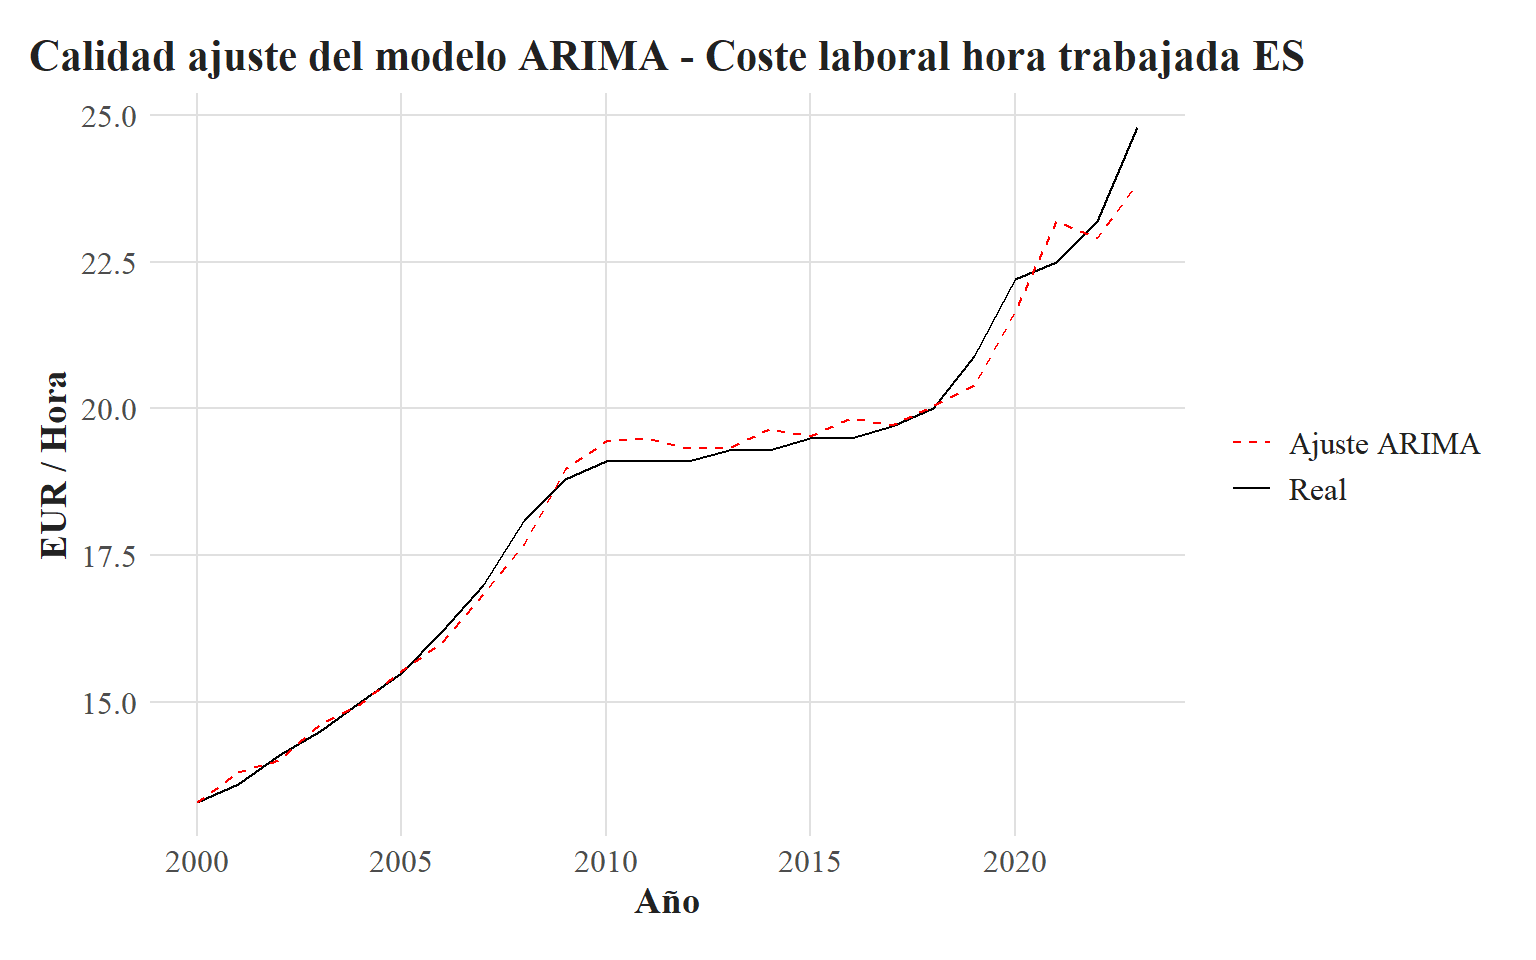 Calidad ajuste del modelo ARIMA - Coste laboral hora trabajada ES
25.0
22.5
20.0
17.5
15.0
EUR / Hora
2000 2005 2010 2015 2020
Año
Ajuste ARIMA
Real